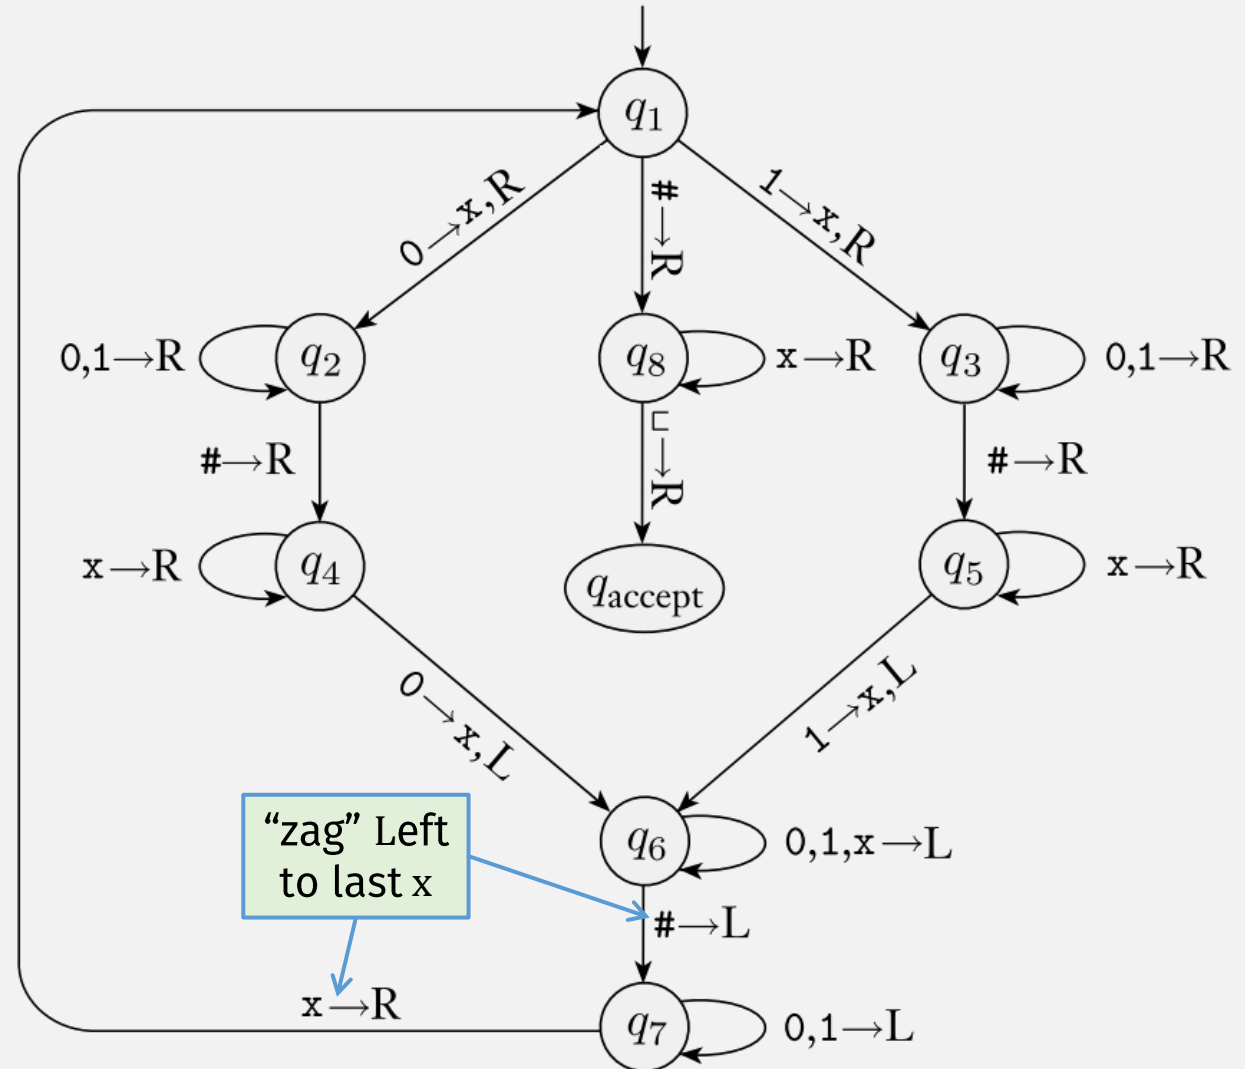 q1
0→x,R
#→R
1→x,R
0,1→R
q2
q8
x→R
q3
0,1→R
#→R
⊔→R
#→R
x→R
q4
qaccept
q5
x→R
0→x,L
1→x,L
“zag” Left
to last x
q6
0,1,x→L
#→L
x→R
q7
0,1→L